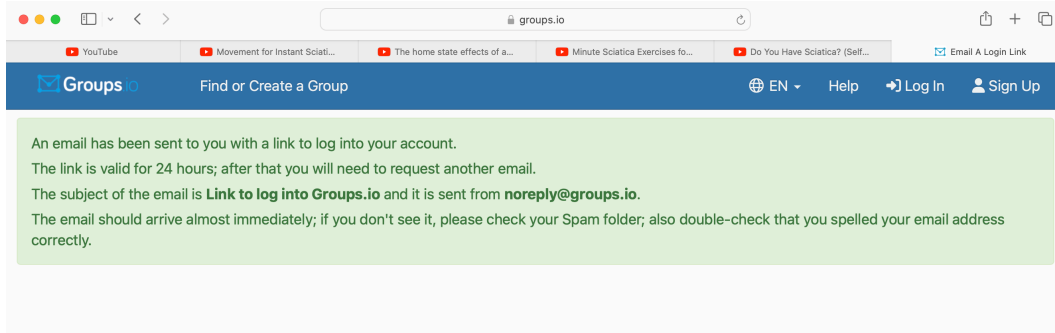 groups.io
YouTube
Movement for Instant Sciati...
The home state effects of a...
Minute Sciatica Exercises fo...
Do You Have Sciatica? (Self...
Email A Login Link
Groups.io
Find or Create a Group
EN
Help
Log In
Sign Up
An email has been sent to you with a link to log into your account.
The link is valid for 24 hours; after that you will need to request another email.
The subject of the email is Link to log into Groups.io and it is sent from noreply@groups.io.
The email should arrive almost immediately; if you don't see it, please check your Spam folder; also double-check that you spelled your email address
correctly.